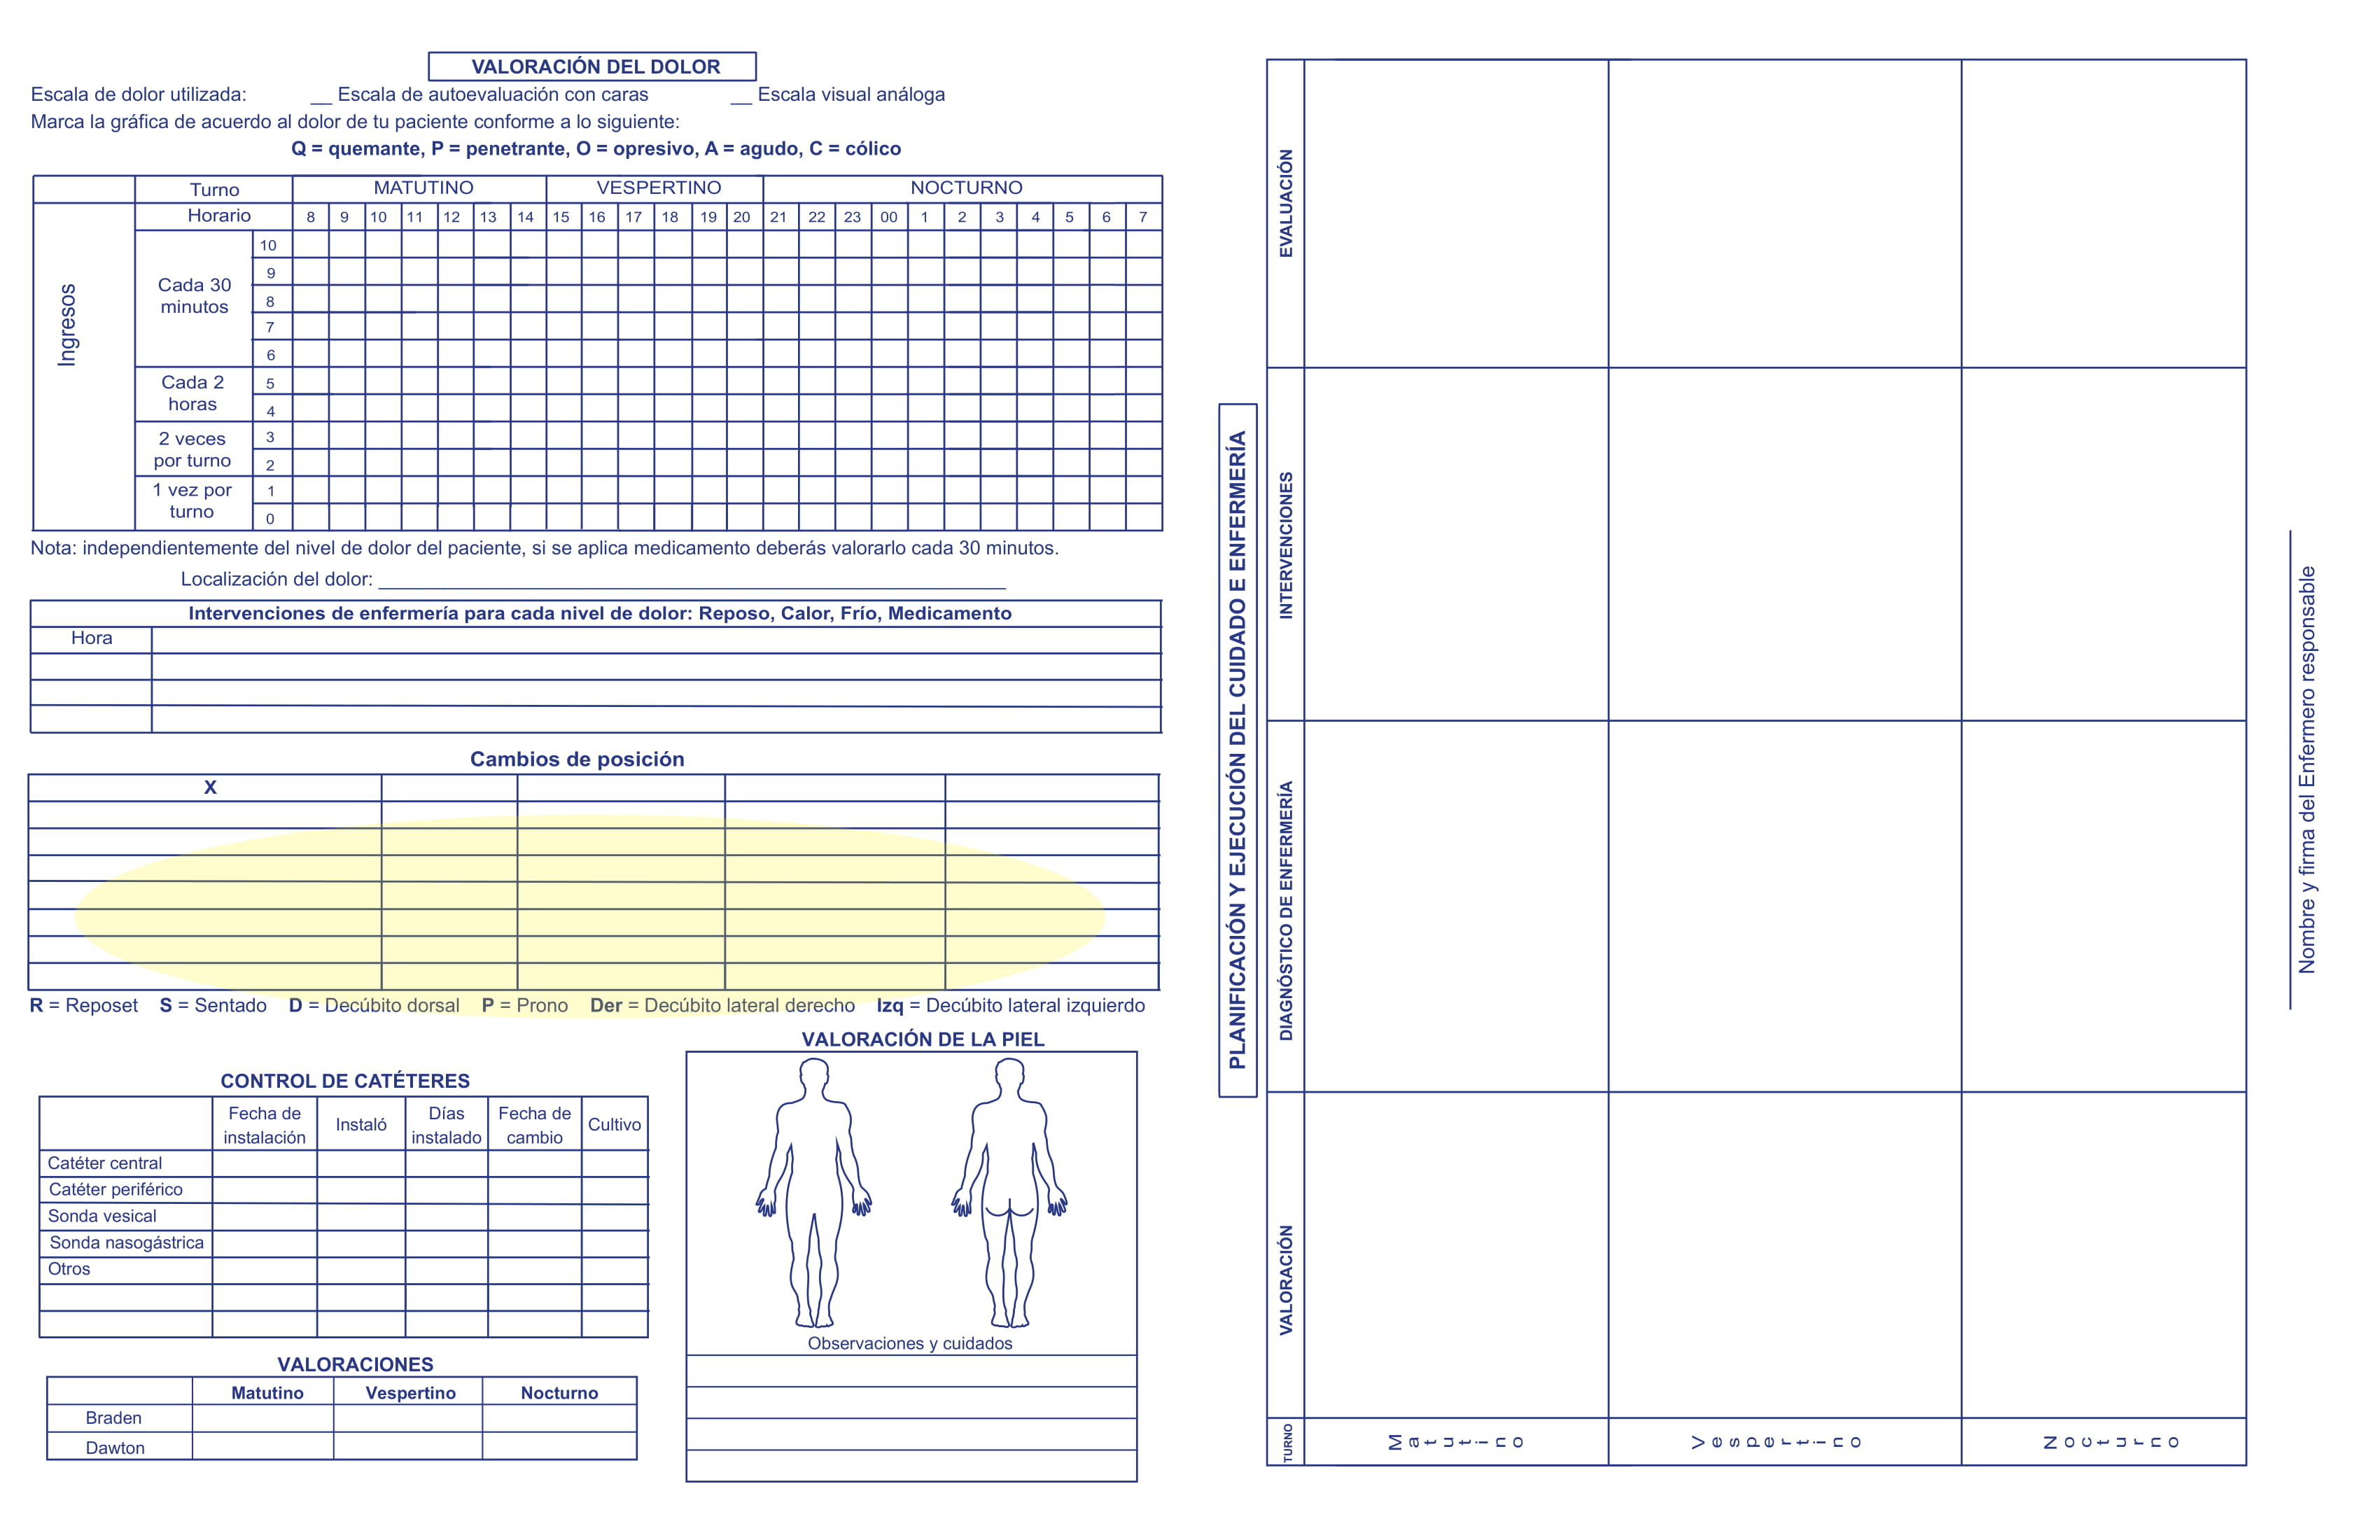 VALORACIÓN DEL DOLOR
Escala de dolor utilizada: __ Escala de autoevaluación con caras __ Escala visual análoga
Marca la gráfica de acuerdo al dolor de tu paciente conforme a lo siguiente:
Q = quemante, P = penetrante, O = opresivo, A = agudo, C = cólico
Turno MATUTINO VESPERTINO NOCTURNO
Horario 8 9 10 11 12 13 14 15 16 17 18 19 20 21 22 23 00 1 2 3 4 5 6 7
Ingresos
Cada 30
minutos
10
9
8
7
6
Cada 2
horas
5
4
2 veces
por turno
3
2
1 vez por
turno
1
0
Nota: independientemente del nivel de dolor del paciente, si se aplica medicamento deberás valorarlo cada 30 minutos.
Localización del dolor:
Intervenciones de enfermería para cada nivel de dolor: Reposo, Calor, Frío, Medicamento
Hora
Cambios de posición
X
R = Reposet S = Sentado D = Decúbito dorsal P = Prono Der = Decúbito lateral derecho Izq = Decúbito lateral izquierdo
CONTROL DE CATÉTERES
Fecha de instalación Instaló Días instalado Fecha de cambio Cultivo
Catéter central
Catéter periférico
Sonda vesical
Sonda nasogástrica
Otros
VALORACIONES
Matutino Vespertino Nocturno
Braden
Dawton
VALORACIÓN DE LA PIEL
Observaciones y cuidados
PLANIFICACIÓN Y EJECUCIÓN DEL CUIDADO E ENFERMERÍA
TURNO VALORACIÓN DIAGNÓSTICO DE ENFERMERÍA INTERVENCIONES EVALUACIÓN
Matutino
Vespertino
Nocturno
Nombre y firma del Enfermero responsable